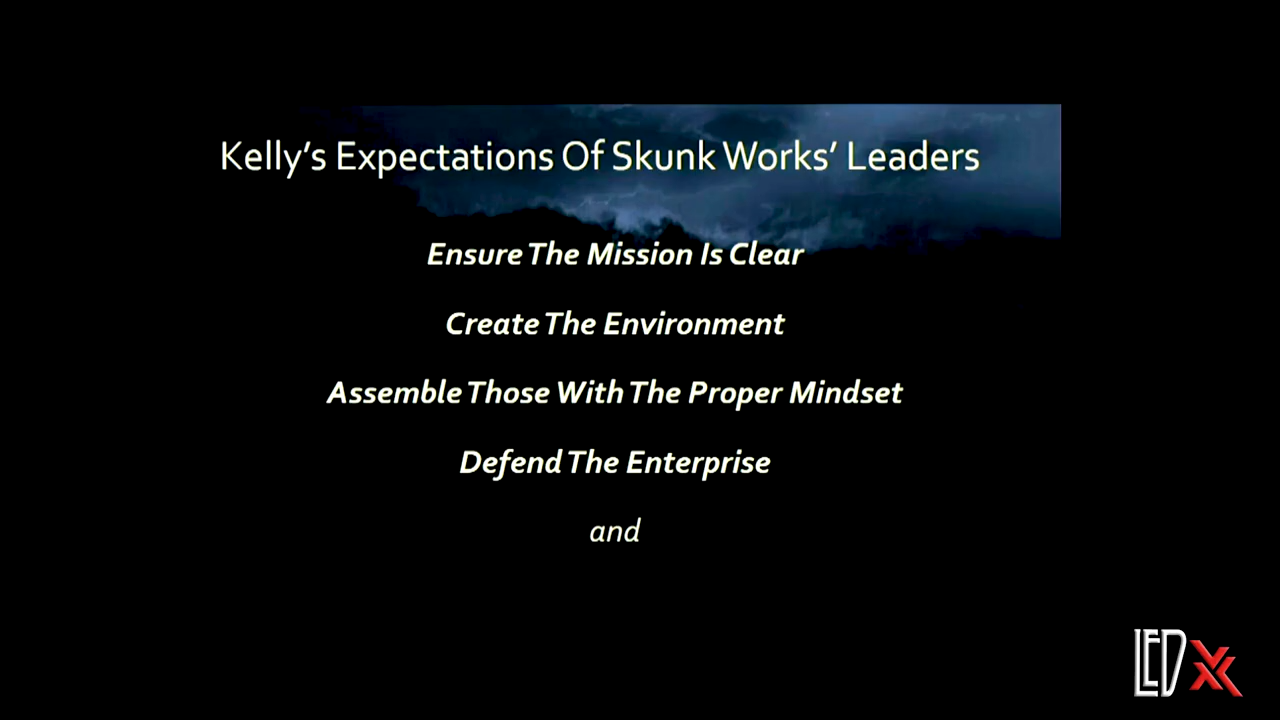 Kelly's Expectations Of Skunk Works' Leaders
Ensure The Mission Is Clear
Create The Environment
Assemble Those With The Proper Mindset
Defend The Enterprise
and
LEDX